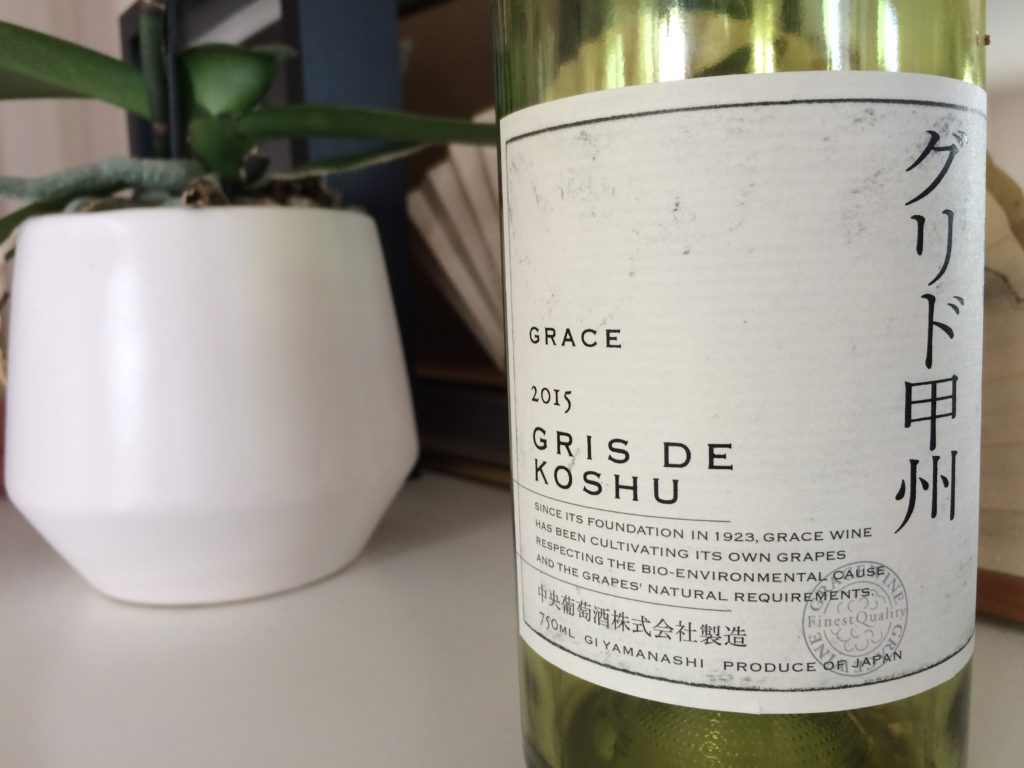 グリド甲州
GRACE
2015
GRIS DE
KOSHU
SINCE ITS FOUNDATION IN 1923, GRACE WINE
HAS BEEN CULTIVATING ITS OWN GRAPES
RESPECTING THE BIO-ENVIRONMENTAL CAUSE
AND THE GRAPES' NATURAL REQUIREMENTS.
中央葡萄酒株式会社製造
750ML GI YAMANASHI PRODUCE OF JAPAN
Finest Quality